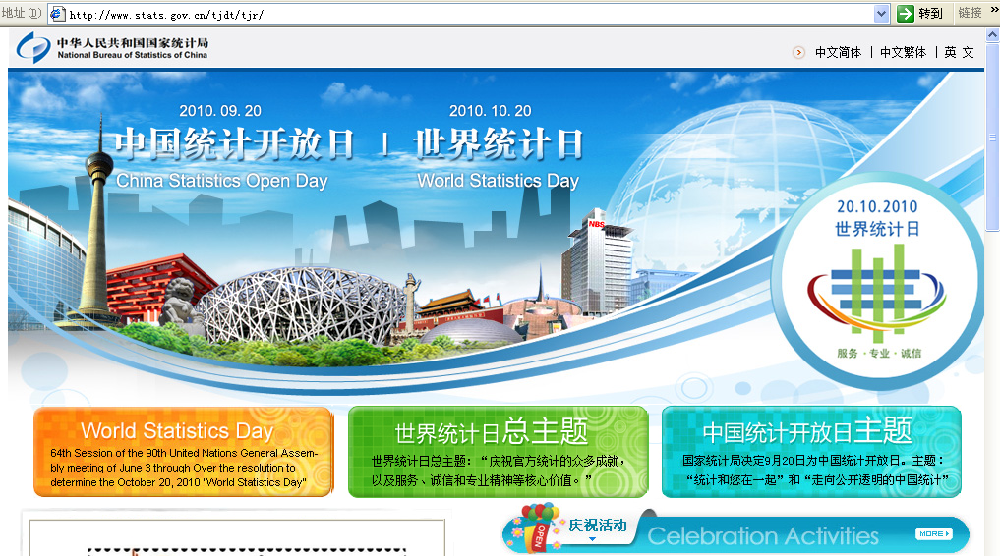 地址(D) http://www.stats.gov.cn/tjdt/tjr/ 转到 链接 »
中华人民共和国国家统计局
National Bureau of Statistics of China
中文简体 | 中文繁体 | 英 文
2010. 09. 20
中国统计开放日
China Statistics Open Day
2010. 10. 20
世界统计日
World Statistics Day
NBS
20.10.2010
世界统计日
服务·专业·诚信
World Statistics Day
64th Session of the 90th United Nations General Assem-
bly meeting of June 3 through Over the resolution to
determine the October 20, 2010 "World Statistics Day"
世界统计日总主题
世界统计日总主题：“庆祝官方统计的众多成就，
以及服务、诚信和专业精神等核心价值。”
中国统计开放日主题
国家统计局决定9月20日为中国统计开放日。主题：
“统计和您在一起”和“走向公开透明的中国统计”
OPEN
庆祝活动
Celebration Activities
MORE